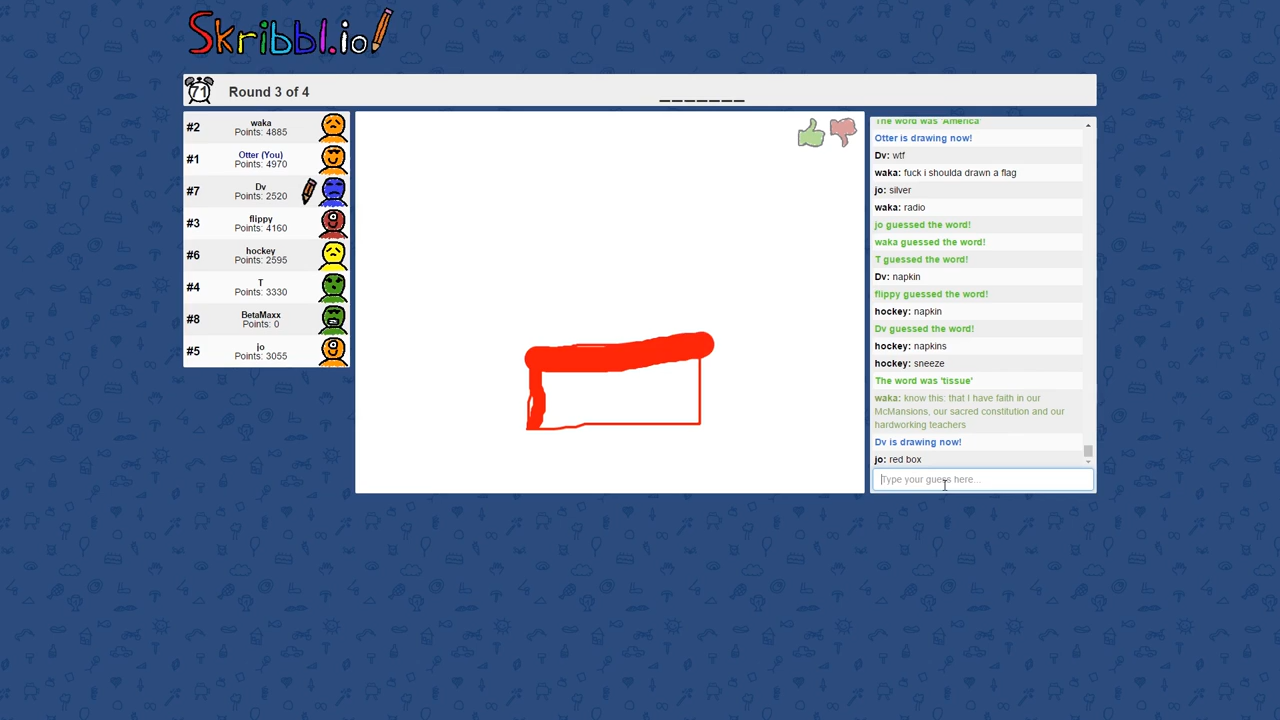 Skribbl.io
71
Round 3 of 4
_______
#2
waka
Points: 4885
#1
Otter (You)
Points: 4970
#7
Dv
Points: 2520
#3
flippy
Points: 4160
#6
hockey
Points: 2595
#4
T
Points: 3330
#8
BetaMaxx
Points: 0
#5
jo
Points: 3055
The word was 'America'
Otter is drawing now!
Dv: wtf
waka: fuck i shoulda drawn a flag
jo: silver
waka: radio
jo guessed the word!
waka guessed the word!
T guessed the word!
Dv: napkin
flippy guessed the word!
hockey: napkin
Dv guessed the word!
hockey: napkins
hockey: sneeze
The word was 'tissue'
waka: know this: that I have faith in our
McMansions, our sacred constitution and our
hardworking teachers
Dv is drawing now!
jo: red box
Type your guess here...